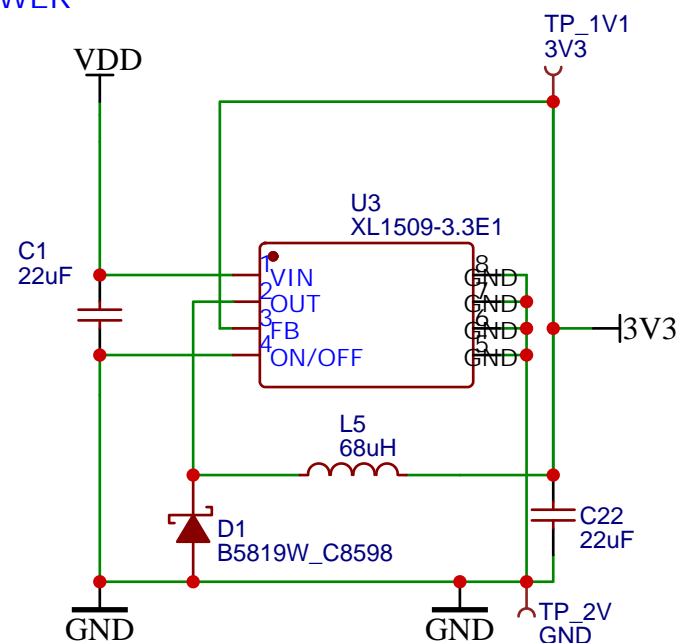 TP_1V1
3V3
VDD
U3
XL1509-3.3E1
C1
22uF
1
VIN
2
OUT
3
FB
4
ON/OFF
8
GND
7
GND
6
GND
5
GND
3V3
L5
68uH
D1
B5819W_C8598
C22
22uF
GND
GND
TP_2V
GND